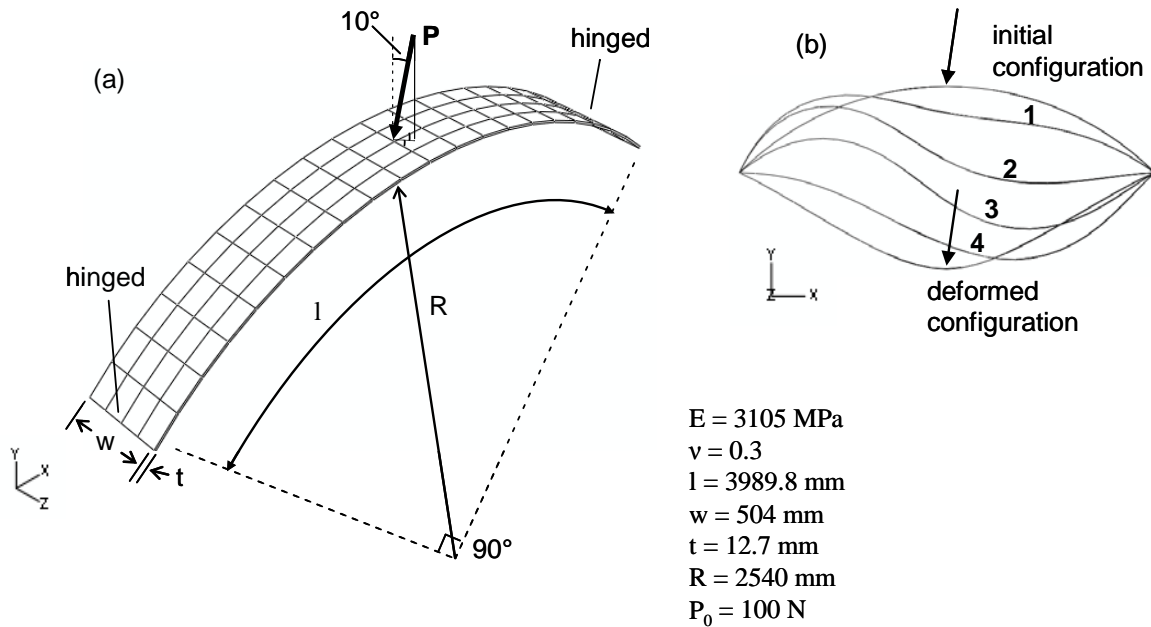 (a)
10°
P
hinged
hinged
l
R
w
t
90°
Y
X
Z
(b)
initial
configuration
1
2
3
4
Y
Z
X
deformed
configuration
E = 3105 MPa
ν = 0.3
l = 3989.8 mm
w = 504 mm
t = 12.7 mm
R = 2540 mm
P₀ = 100 N